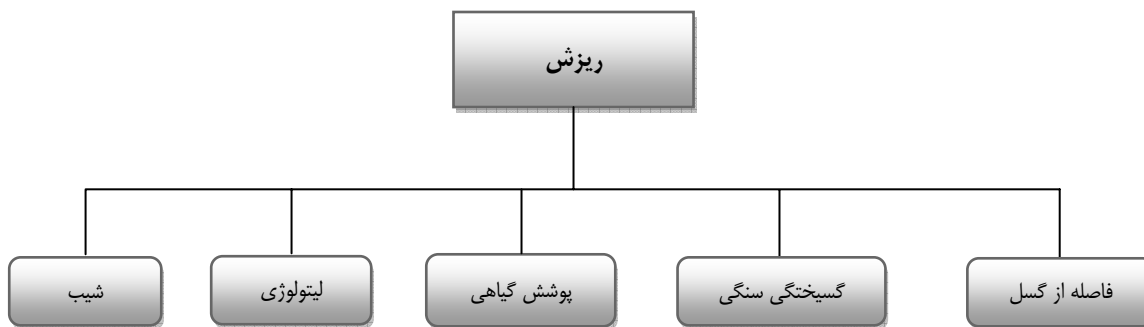 ریزش
فاصله از گسل
گسیختگی سنگی
پوشش گیاهی
لیتولوژی
شیب